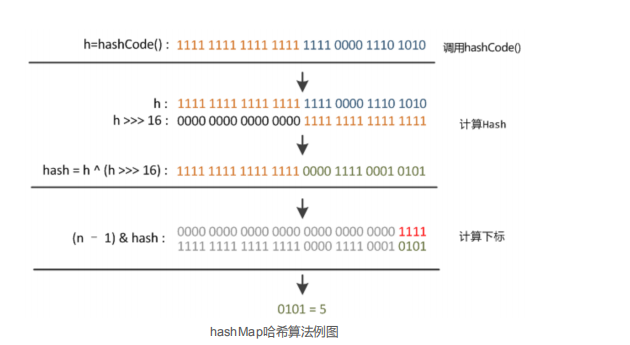 h=hashCode() : 1111 1111 1111 1111 1111 0000 1110 1010 调用hashCode()
h : 1111 1111 1111 1111 1111 0000 1110 1010
h >>> 16 : 0000 0000 0000 0000 1111 1111 1111 1111 计算Hash
hash = h ^ (h >>> 16) : 1111 1111 1111 1111 0000 1111 0001 0101
0000 0000 0000 0000 0000 0000 0000 1111
(n － 1) & hash : 计算下标
1111 1111 1111 1111 0000 1111 0001 0101
0101 = 5
hashMap哈希算法例图